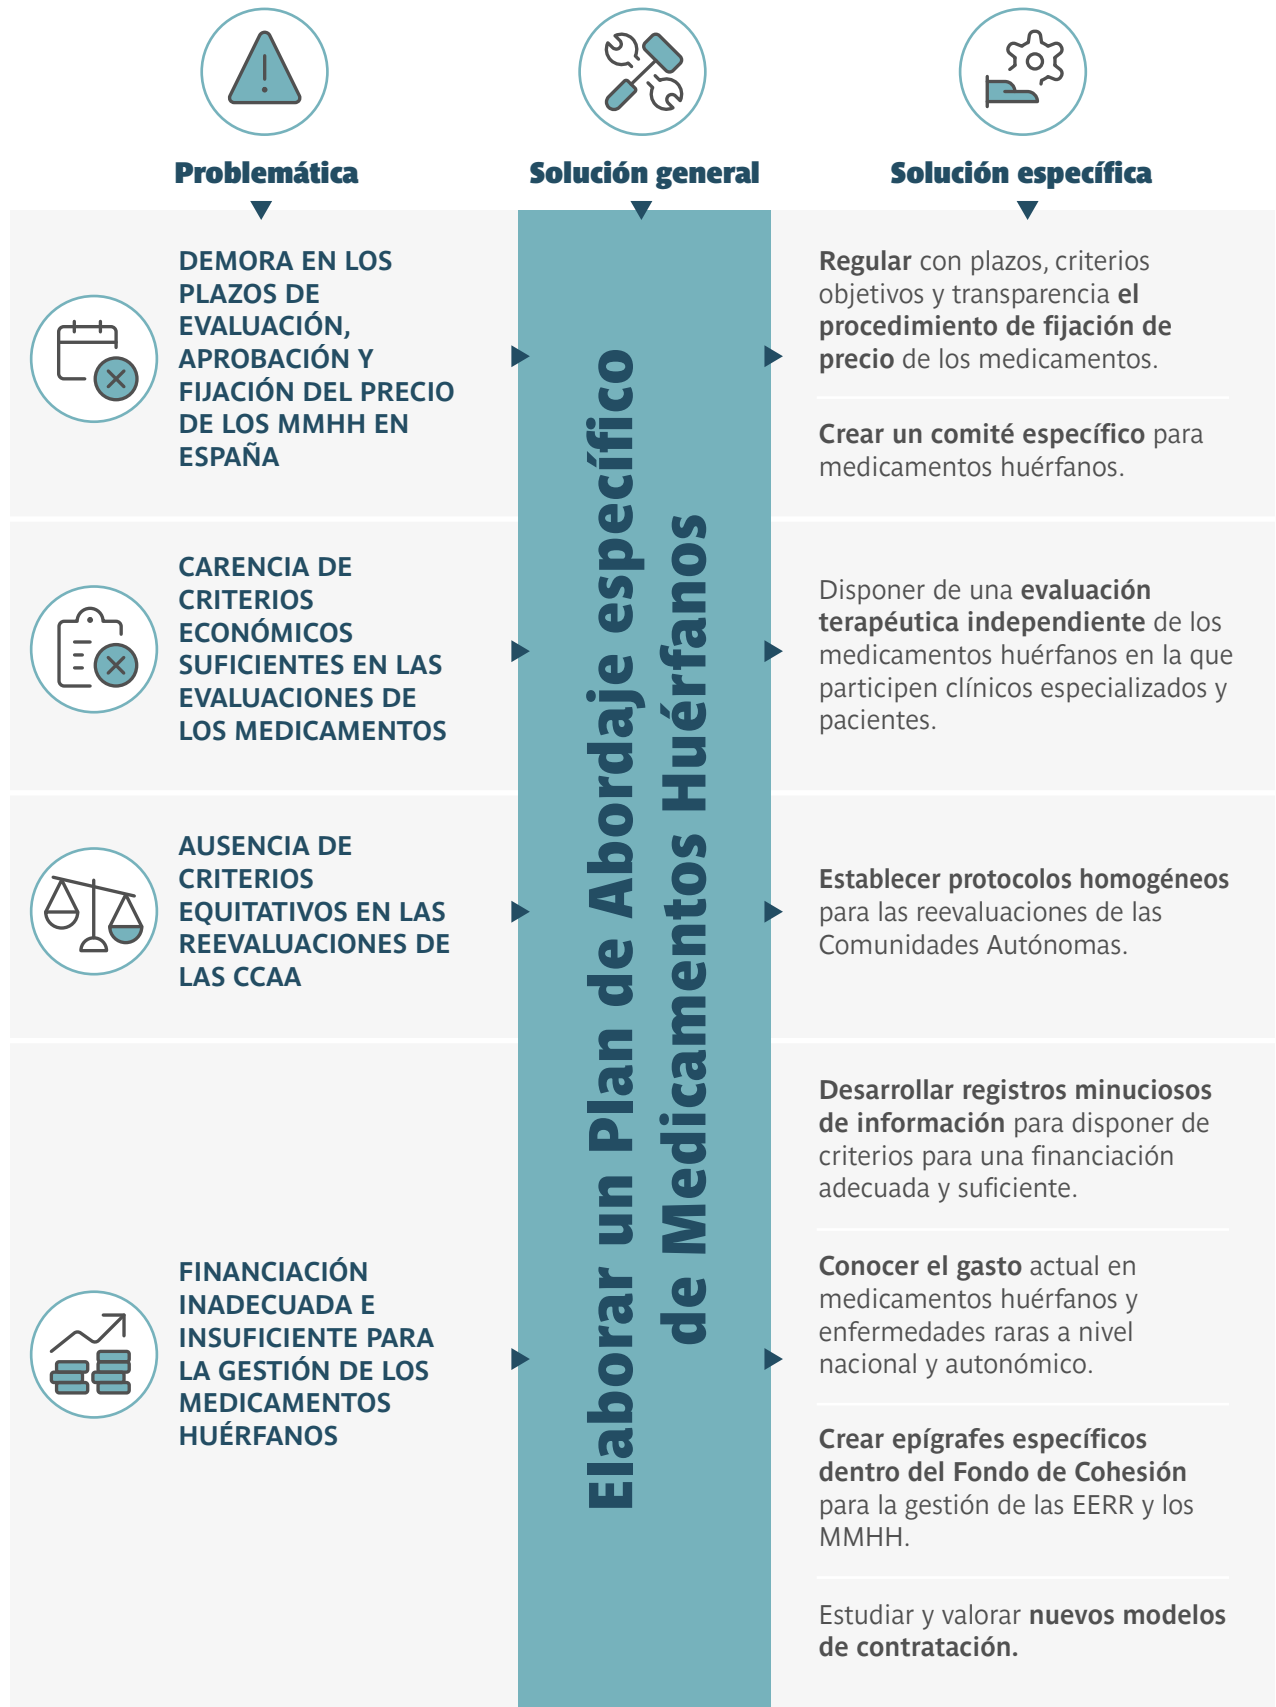 Problemática
Solución general
Solución específica
DEMORA EN LOS
PLAZOS DE
EVALUACIÓN,
APROBACIÓN Y
FIJACIÓN DEL PRECIO
DE LOS MMHH EN
ESPAÑA
Elaborar un Plan de Abordaje específico
de Medicamentos Huérfanos
Regular con plazos, criterios
objetivos y transparencia el
procedimiento de fijación de
precio de los medicamentos.
Crear un comité específico para
medicamentos huérfanos.
CARENCIA DE
CRITERIOS
ECONÓMICOS
SUFICIENTES EN LAS
EVALUACIONES DE
LOS MEDICAMENTOS
Disponer de una evaluación
terapéutica independiente de los
medicamentos huérfanos en la que
participen clínicos especializados y
pacientes.
AUSENCIA DE
CRITERIOS
EQUITATIVOS EN LAS
REEVALUACIONES DE
LAS CCAA
Establecer protocolos homogéneos
para las reevaluaciones de las
Comunidades Autónomas.
FINANCIACIÓN
INADECUADA E
INSUFICIENTE PARA
LA GESTIÓN DE LOS
MEDICAMENTOS
HUÉRFANOS
Desarrollar registros minuciosos
de información para disponer de
criterios para una financiación
adecuada y suficiente.
Conocer el gasto actual en
medicamentos huérfanos y
enfermedades raras a nivel
nacional y autonómico.
Crear epígrafes específicos
dentro del Fondo de Cohesión
para la gestión de las EERR y los
MMHH.
Estudiar y valorar nuevos modelos
de contratación.